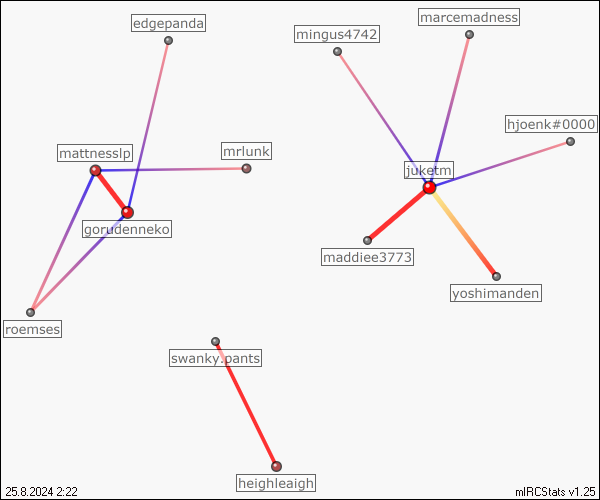 marcemadness
edgepanda
mingus4742
hjoenk#0000
mattnesslp
mrlunk
juketm
gorudenneko
maddiee3773
yoshimanden
roemses
swanky.pants
heighleaigh
25.8.2024 2:22
mIRCStats v1.25